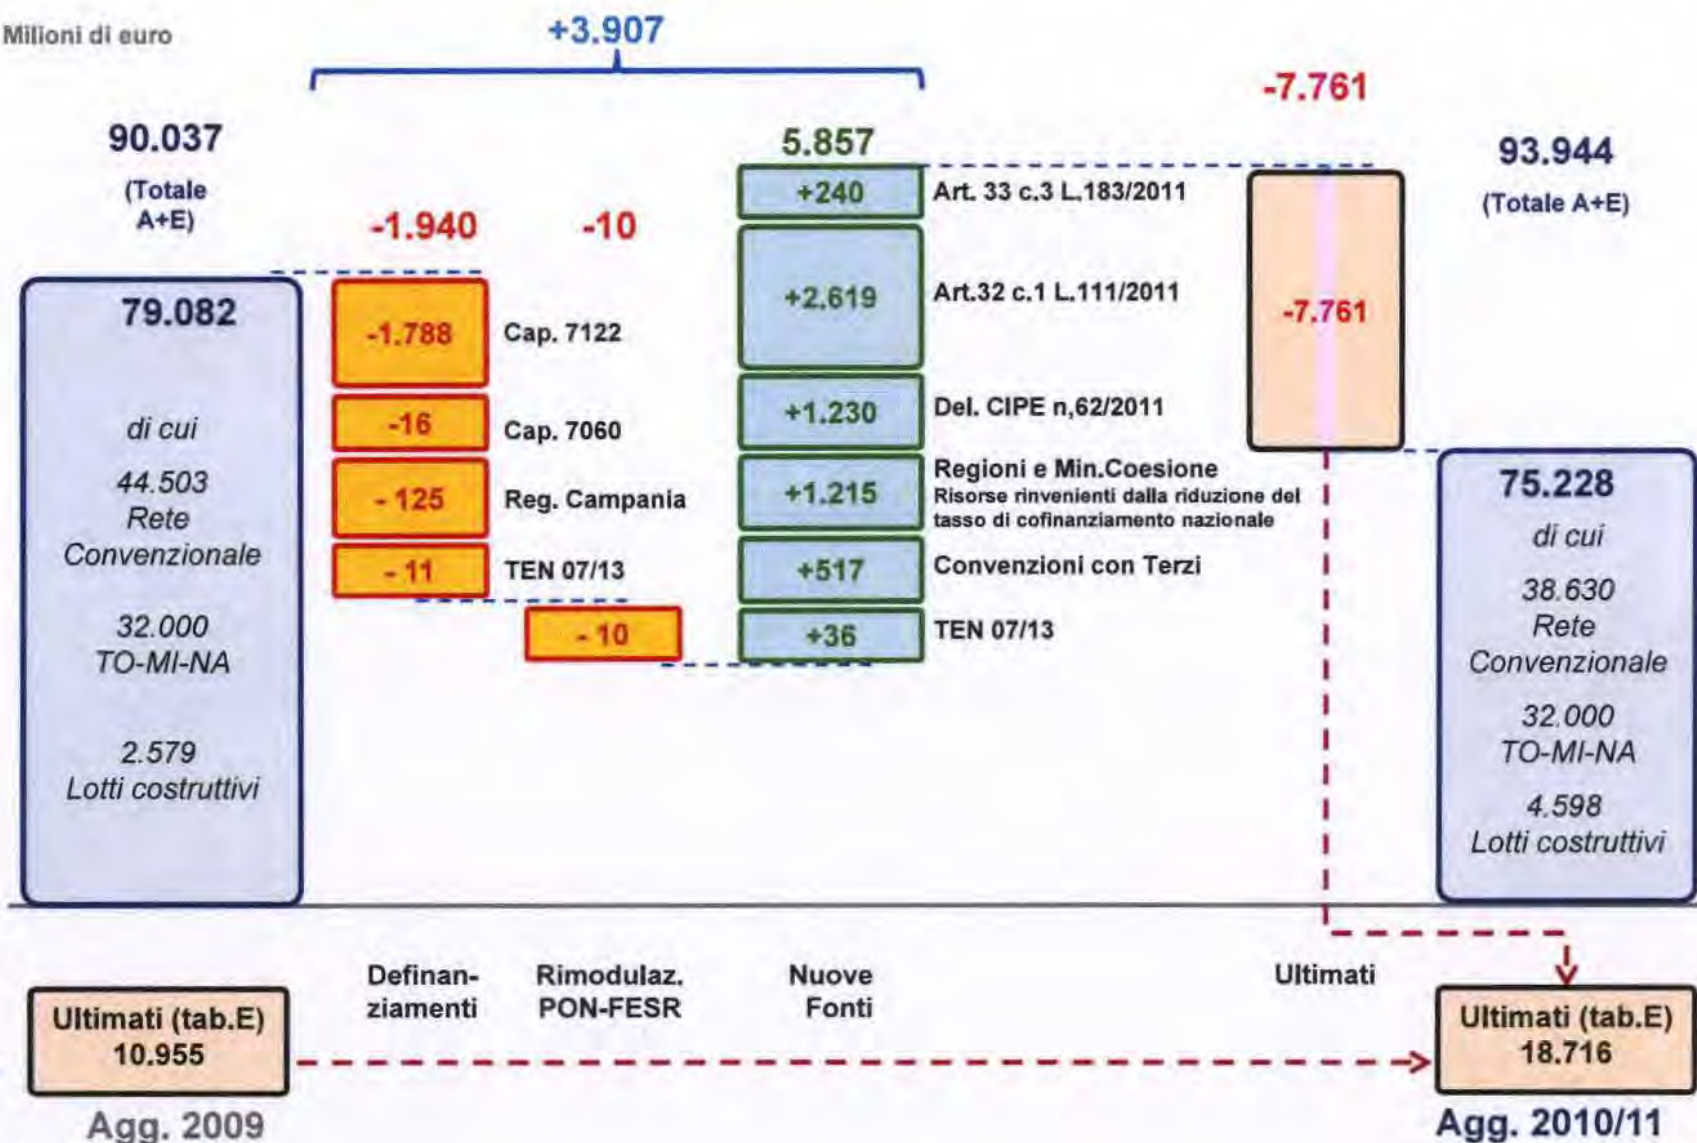 Milioni di euro
+3.907
-7.761
90.037
(Totale
A+E)
-1.940
-10
5.857
93.944
(Totale A+E)
79.082
di cui
44.503
Rete
Convenzionale
32.000
TO-MI-NA
2.579
Lotti costruttivi
-1.788
Cap. 7122
-16
Cap. 7060
- 125
Reg. Campania
- 11
TEN 07/13
- 10
+240
Art. 33 c.3 L.183/2011
+2.619
Art.32 c.1 L.111/2011
+1.230
Del. CIPE n,62/2011
+1.215
Regioni e Min.Coesione
Risorse rinvenienti dalla riduzione del
tasso di cofinanziamento nazionale
+517
Convenzioni con Terzi
+36
TEN 07/13
-7.761
75.228
di cui
38.630
Rete
Convenzionale
32.000
TO-MI-NA
4.598
Lotti costruttivi
Definan-
ziamenti
Rimodulaz.
PON-FESR
Nuove
Fonti
Ultimati
Ultimati (tab.E)
10.955
Ultimati (tab.E)
18.716
Agg. 2009
Agg. 2010/11